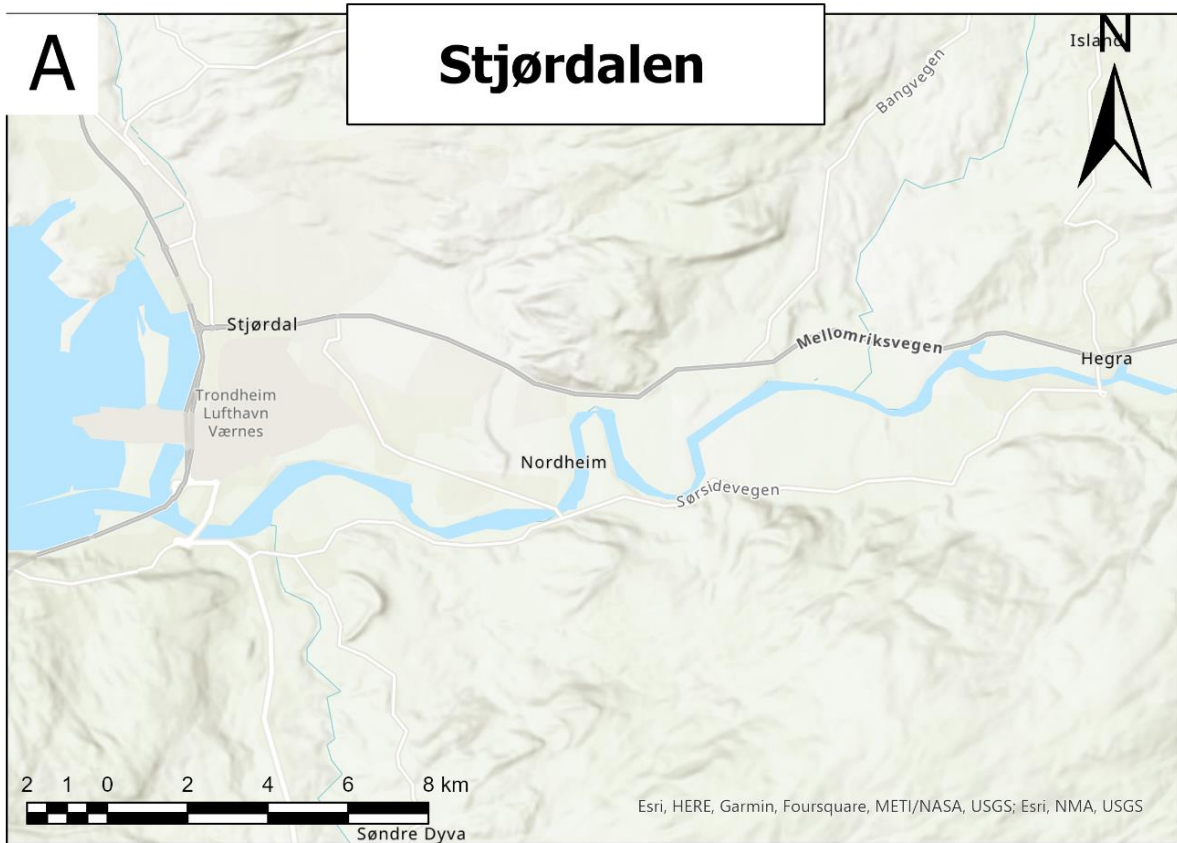 A
Stjørdalen
Island
N
Bangvegen
Stjørdal
Mellomriksvegen
Hegra
Trondheim
Lufthavn
Værnes
Nordheim
Sørsidevegen
2 1 0 2 4 6 8 km
Esri, HERE, Garmin, Foursquare, METI/NASA, USGS; Esri, NMA, USGS
Søndre Dyva